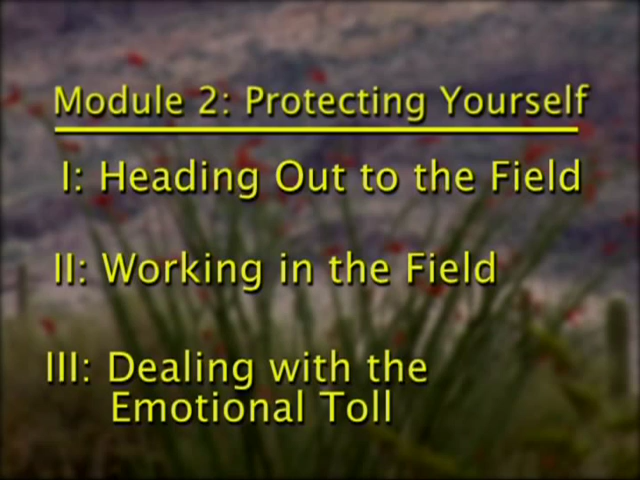 Module 2: Protecting Yourself
I: Heading Out to the Field
II: Working in the Field
III: Dealing with the
Emotional Toll